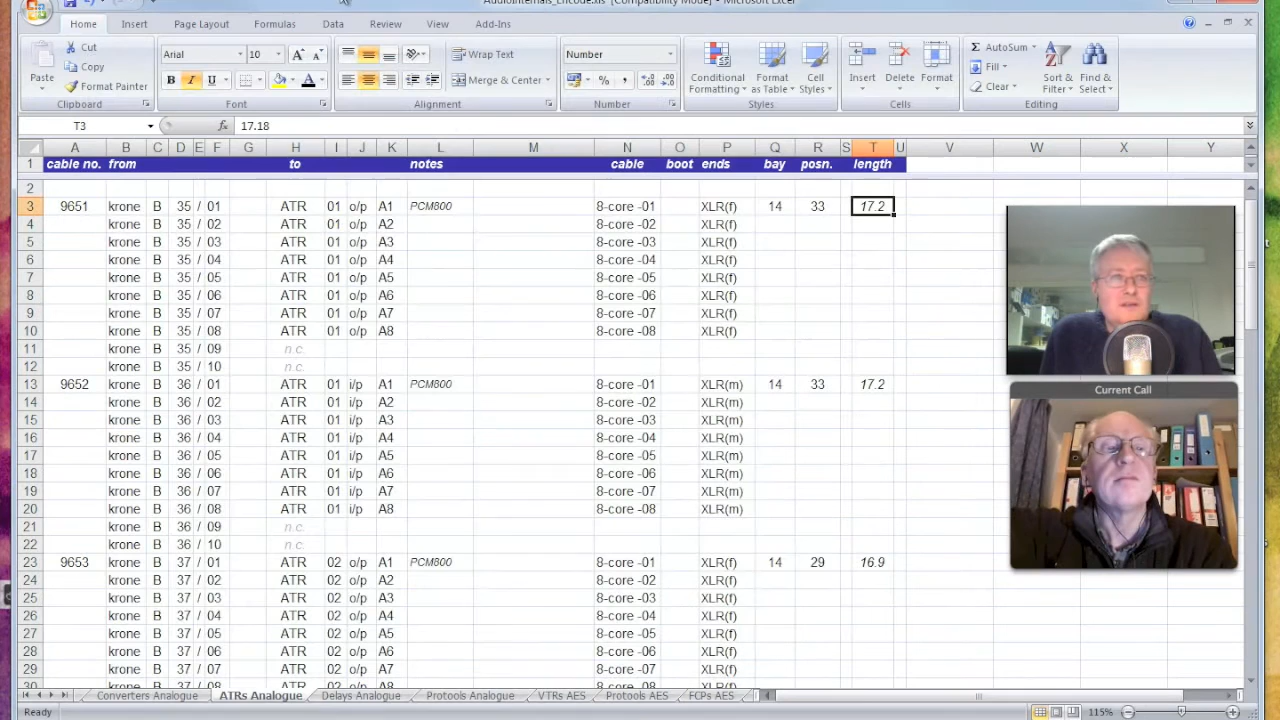 AudioInternals_Encode.xls [Compatibility Mode] - Microsoft Excel
Home Insert Page Layout Formulas Data Review View Add-Ins
Paste Cut Copy Format Painter Clipboard
Arial 10 B I U Font
Wrap Text Merge & Center Alignment
Number % , Number
Conditional Formatting Format as Table Cell Styles Styles
Insert Delete Format Cells
Σ AutoSum Fill Clear Sort & Filter Find & Select Editing
T3 fx 17.18
A B C D E F G H I J K L M N O P Q R S T U V W X Y
1 cable no. from to notes cable boot ends bay posn. length
2
3 9651 krone B 35 / 01 ATR 01 o/p A1 PCM800 8-core -01 XLR(f) 14 33 17.2
4 krone B 35 / 02 ATR 01 o/p A2 8-core -02 XLR(f)
5 krone B 35 / 03 ATR 01 o/p A3 8-core -03 XLR(f)
6 krone B 35 / 04 ATR 01 o/p A4 8-core -04 XLR(f)
7 krone B 35 / 05 ATR 01 o/p A5 8-core -05 XLR(f)
8 krone B 35 / 06 ATR 01 o/p A6 8-core -06 XLR(f)
9 krone B 35 / 07 ATR 01 o/p A7 8-core -07 XLR(f)
10 krone B 35 / 08 ATR 01 o/p A8 8-core -08 XLR(f)
11 krone B 35 / 09 n.c.
12 krone B 35 / 10 n.c.
13 9652 krone B 36 / 01 ATR 01 i/p A1 PCM800 8-core -01 XLR(m) 14 33 17.2
14 krone B 36 / 02 ATR 01 i/p A2 8-core -02 XLR(m)
15 krone B 36 / 03 ATR 01 i/p A3 8-core -03 XLR(m)
16 krone B 36 / 04 ATR 01 i/p A4 8-core -04 XLR(m)
17 krone B 36 / 05 ATR 01 i/p A5 8-core -05 XLR(m)
18 krone B 36 / 06 ATR 01 i/p A6 8-core -06 XLR(m)
19 krone B 36 / 07 ATR 01 i/p A7 8-core -07 XLR(m)
20 krone B 36 / 08 ATR 01 i/p A8 8-core -08 XLR(m)
21 krone B 36 / 09 n.c.
22 krone B 36 / 10 n.c.
23 9653 krone B 37 / 01 ATR 02 o/p A1 PCM800 8-core -01 XLR(f) 14 29 16.9
24 krone B 37 / 02 ATR 02 o/p A2 8-core -02 XLR(f)
25 krone B 37 / 03 ATR 02 o/p A3 8-core -03 XLR(f)
26 krone B 37 / 04 ATR 02 o/p A4 8-core -04 XLR(f)
27 krone B 37 / 05 ATR 02 o/p A5 8-core -05 XLR(f)
28 krone B 37 / 06 ATR 02 o/p A6 8-core -06 XLR(f)
29 krone B 37 / 07 ATR 02 o/p A7 8-core -07 XLR(f)
30 krone B 37 / 08 ATR 02 o/p A8 8-core -08 XLR(f)
Current Call
Converters Analogue ATRs Analogue Delays Analogue Protools Analogue VTRs AES Protools AES FCPs AES
Ready 115%